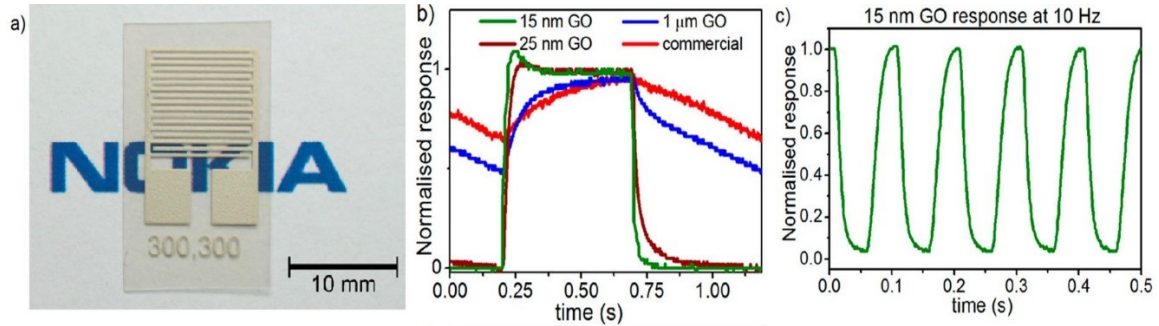 a)
NOKIA
300,300
10 mm
b)
15 nm GO
1 μm GO
25 nm GO
commercial
Normalised response
1
0
0.00 0.25 0.50 0.75 1.00
time (s)
c)
15 nm GO response at 10 Hz
Normalised response
1.0
0.8
0.6
0.4
0.2
0.0
0.0 0.1 0.2 0.3 0.4 0.5
time (s)